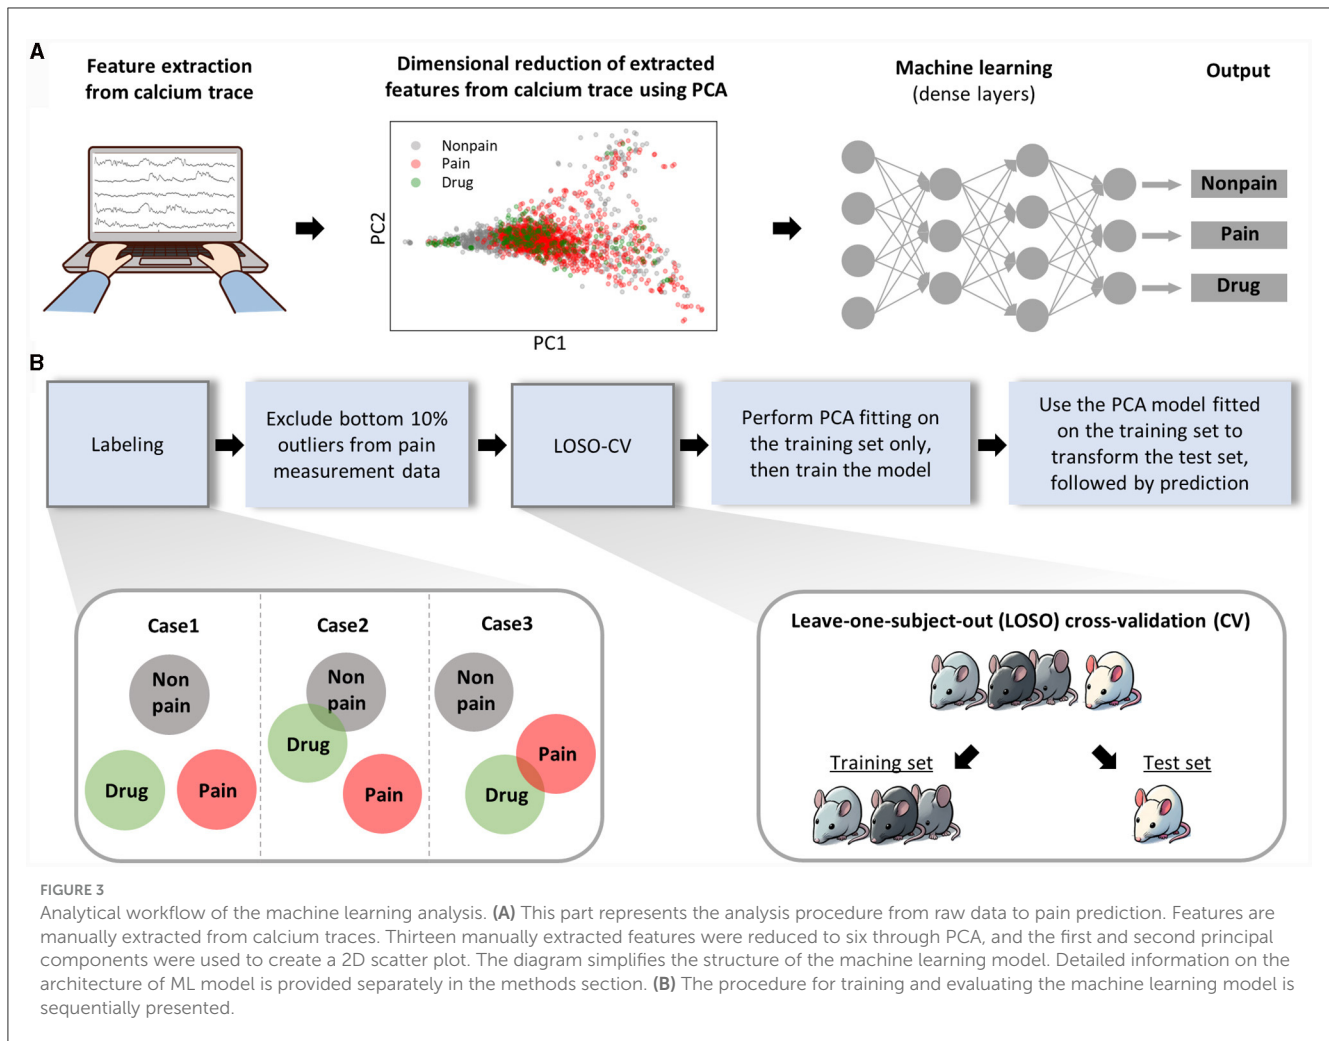 A
Feature extraction
from calcium trace
Dimensional reduction of extracted
features from calcium trace using PCA
Nonpain
Pain
Drug
PC2
PC1
Machine learning
(dense layers)
Output
Nonpain
Pain
Drug
B
Labeling
Exclude bottom 10%
outliers from pain
measurement data
LOSO-CV
Perform PCA fitting on
the training set only,
then train the model
Use the PCA model fitted
on the training set to
transform the test set,
followed by prediction
Case1
Non
pain
Drug
Pain
Case2
Non
pain
Drug
Pain
Case3
Non
pain
Pain
Drug
Leave-one-subject-out (LOSO) cross-validation (CV)
Training set
Test set
FIGURE 3
Analytical workflow of the machine learning analysis. (A) This part represents the analysis procedure from raw data to pain prediction. Features are
manually extracted from calcium traces. Thirteen manually extracted features were reduced to six through PCA, and the first and second principal
components were used to create a 2D scatter plot. The diagram simplifies the structure of the machine learning model. Detailed information on the
architecture of ML model is provided separately in the methods section. (B) The procedure for training and evaluating the machine learning model is
sequentially presented.